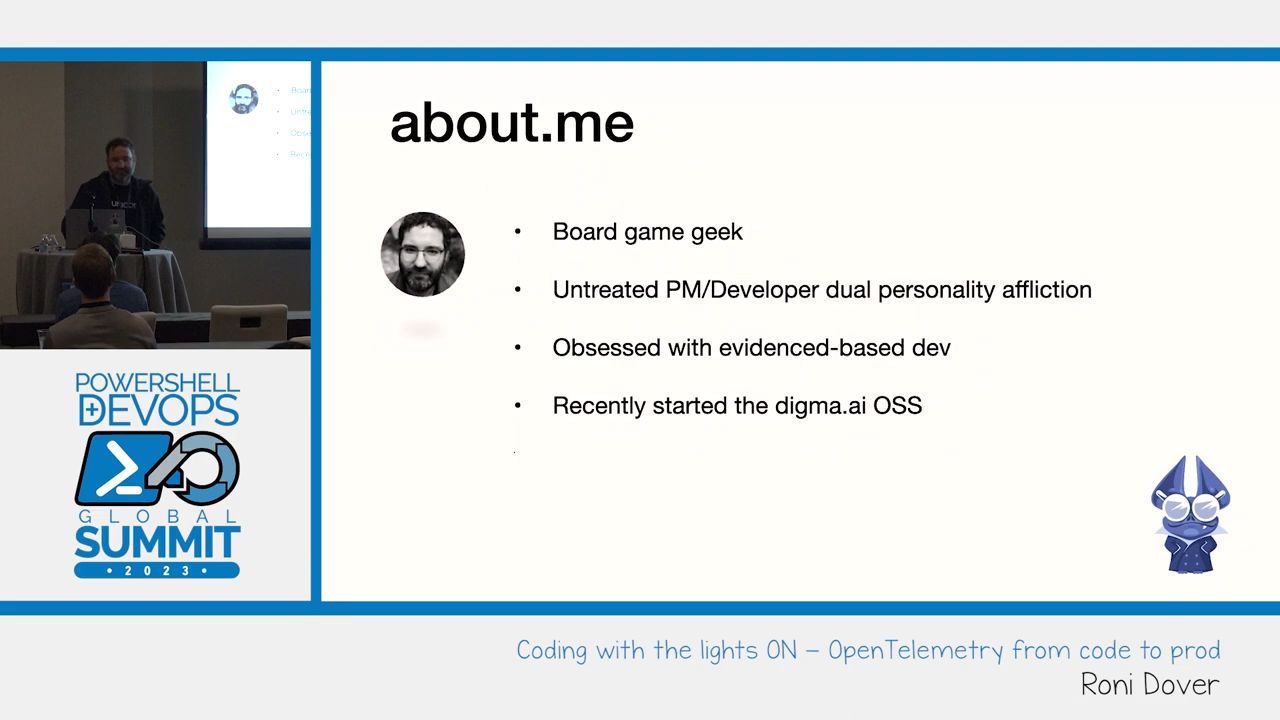 about.me
• Board game geek
• Untreated PM/Developer dual personality affliction
• Obsessed with evidenced-based dev
• Recently started the digma.ai OSS
POWERSHELL
+DEVOPS
GLOBAL
SUMMIT
• 2023 •
Coding with the lights ON – OpenTelemetry from code to prod
Roni Dover